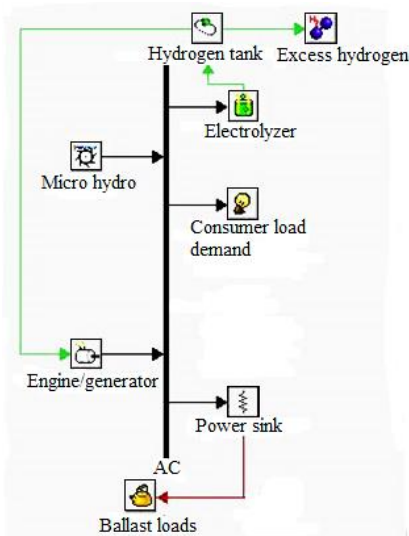 Hydrogen tank
Excess hydrogen
Electrolyzer
Micro hydro
Consumer load
demand
Engine/generator
Power sink
AC
Ballast loads